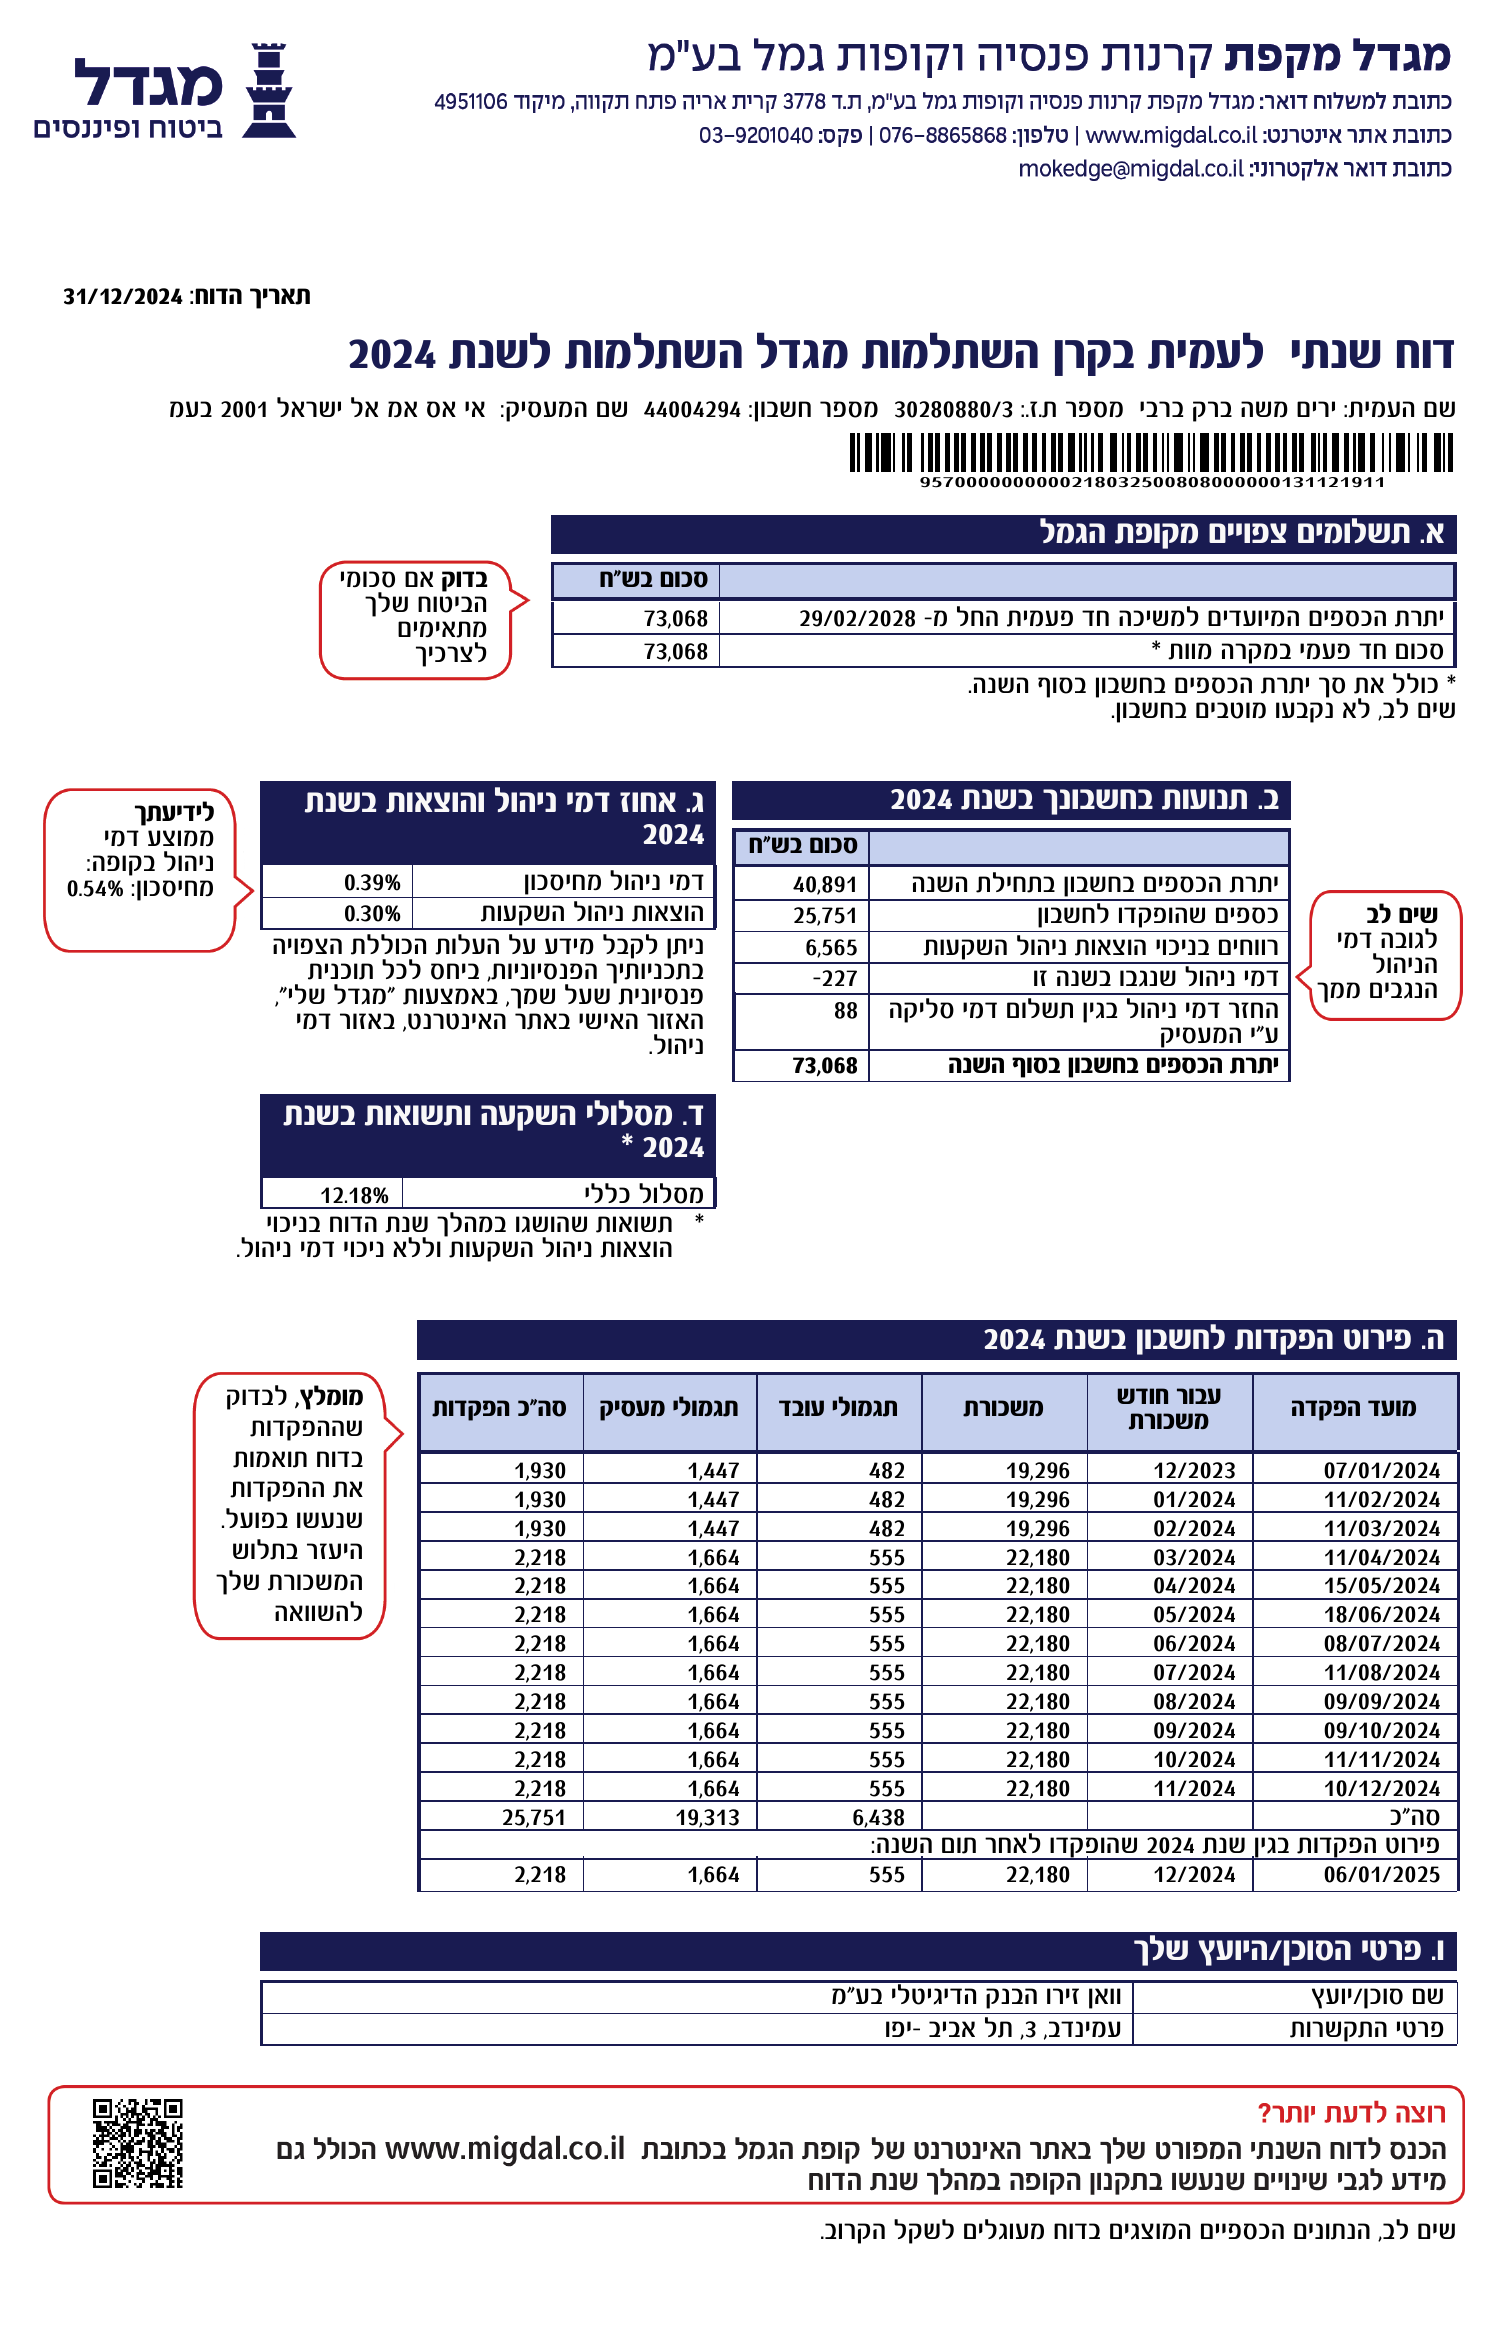 מגדל מקפת קרנות פנסיה וקופות גמל בע"מ
כתובת למשלוח דואר: מגדל מקפת קרנות פנסיה וקופות גמל בע"מ, ת.ד 3778 קרית אריה פתח תקווה, מיקוד 4951106
כתובת אתר אינטרנט: www.migdal.co.il | טלפון: 076-8865868 | פקס: 03-9201040
כתובת דואר אלקטרוני: mokedge@migdal.co.il
מגדל
ביטוח ופיננסים
תאריך הדוח: 31/12/2024
דוח שנתי לעמית בקרן השתלמות מגדל השתלמות לשנת 2024
שם העמית: ירים משה ברק ברבי מספר ת.ז.: 30280880/3 מספר חשבון: 44004294 שם המעסיק: אי אס אמ אל ישראל 2001 בעמ
9570000000000218032500808000000131121911
א. תשלומים צפויים מקופת הגמל
סכום בש"ח
יתרת הכספים המיועדים למשיכה חד פעמית החל מ- 29/02/2028 73,068
סכום חד פעמי במקרה מוות * 73,068
* כולל את סך יתרת הכספים בחשבון בסוף השנה.
שים לב, לא נקבעו מוטבים בחשבון.
בדוק אם סכומי
הביטוח שלך
מתאימים
לצרכיך
ב. תנועות בחשבונך בשנת 2024
סכום בש"ח
יתרת הכספים בחשבון בתחילת השנה 40,891
כספים שהופקדו לחשבון 25,751
רווחים בניכוי הוצאות ניהול השקעות 6,565
דמי ניהול שנגבו בשנה זו -227
החזר דמי ניהול בגין תשלום דמי סליקה 88
ע"י המעסיק
יתרת הכספים בחשבון בסוף השנה 73,068
שים לב
לגובה דמי
הניהול
הנגבים ממך
ג. אחוז דמי ניהול והוצאות בשנת
2024
דמי ניהול מחיסכון 0.39%
הוצאות ניהול השקעות 0.30%
ניתן לקבל מידע על העלות הכוללת הצפויה
בתכניותיך הפנסיוניות, ביחס לכל תוכנית
פנסיונית שעל שמך, באמצעות "מגדל שלי",
האזור האישי באתר האינטרנט, באזור דמי
ניהול.
לידיעתך
ממוצע דמי
ניהול בקופה:
מחיסכון: 0.54%
ד. מסלולי השקעה ותשואות בשנת
2024 *
מסלול כללי 12.18%
* תשואות שהושגו במהלך שנת הדוח בניכוי
הוצאות ניהול השקעות וללא ניכוי דמי ניהול.
ה. פירוט הפקדות לחשבון בשנת 2024
מועד הפקדה עבור חודש משכורת משכורת תגמולי עובד תגמולי מעסיק סה"כ הפקדות
07/01/2024 12/2023 19,296 482 1,447 1,930
11/02/2024 01/2024 19,296 482 1,447 1,930
11/03/2024 02/2024 19,296 482 1,447 1,930
11/04/2024 03/2024 22,180 555 1,664 2,218
15/05/2024 04/2024 22,180 555 1,664 2,218
18/06/2024 05/2024 22,180 555 1,664 2,218
08/07/2024 06/2024 22,180 555 1,664 2,218
11/08/2024 07/2024 22,180 555 1,664 2,218
09/09/2024 08/2024 22,180 555 1,664 2,218
09/10/2024 09/2024 22,180 555 1,664 2,218
11/11/2024 10/2024 22,180 555 1,664 2,218
10/12/2024 11/2024 22,180 555 1,664 2,218
סה"כ 6,438 19,313 25,751
פירוט הפקדות בגין שנת 2024 שהופקדו לאחר תום השנה:
06/01/2025 12/2024 22,180 555 1,664 2,218
מומלץ, לבדוק
שההפקדות
בדוח תואמות
את ההפקדות
שנעשו בפועל.
היעזר בתלוש
המשכורת שלך
להשוואה
ו. פרטי הסוכן/היועץ שלך
שם סוכן/יועץ וואן זירו הבנק הדיגיטלי בע"מ
פרטי התקשרות עמינדב, 3, תל אביב -יפו
רוצה לדעת יותר?
הכנס לדוח השנתי המפורט שלך באתר האינטרנט של קופת הגמל בכתובת www.migdal.co.il הכולל גם
מידע לגבי שינויים שנעשו בתקנון הקופה במהלך שנת הדוח
שים לב, הנתונים הכספיים המוצגים בדוח מעוגלים לשקל הקרוב.